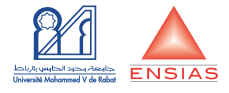 جامعة محمد الخامس بالرباط
Université Mohammed V de Rabat
ENSIAS